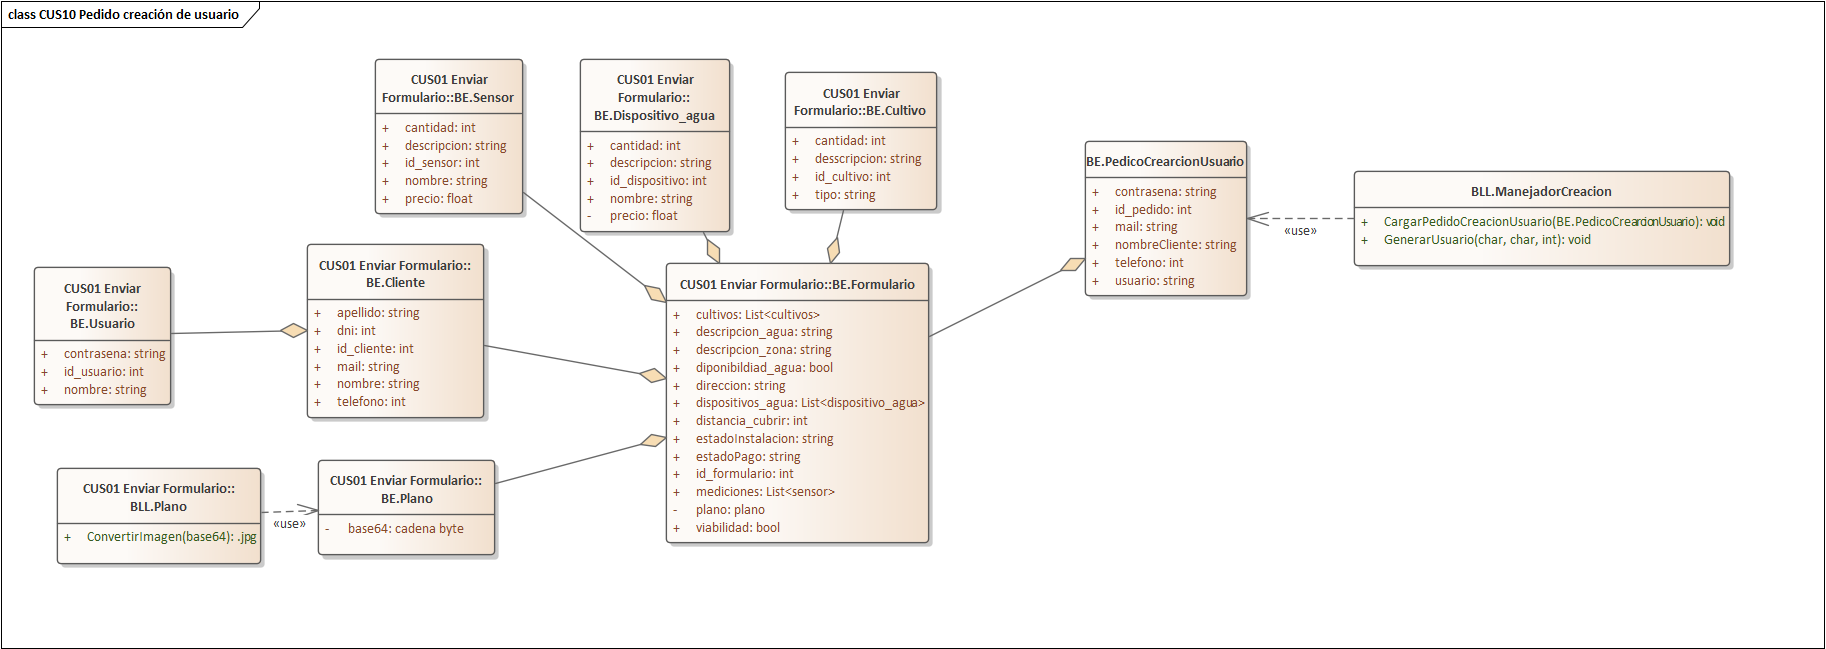 class CUS10 Pedido creación de usuario
CUS01 Enviar
Formulario::BE.Sensor
+ cantidad: int
+ descripcion: string
+ id_sensor: int
+ nombre: string
+ precio: float
CUS01 Enviar
Formulario::
BE.Dispositivo_agua
+ cantidad: int
+ descripcion: string
+ id_dispositivo: int
+ nombre: string
- precio: float
CUS01 Enviar
Formulario::BE.Cultivo
+ cantidad: int
+ desscripcion: string
+ id_cultivo: int
+ tipo: string
BE.PedicoCrearcionUsuario
+ contrasena: string
+ id_pedido: int
+ mail: string
+ nombreCliente: string
+ telefono: int
+ usuario: string
«use»
BLL.ManejadorCreacion
+ CargarPedidoCreacionUsuario(BE.PedicoCrearcionUsuario): void
+ GenerarUsuario(char, char, int): void
CUS01 Enviar
Formulario::
BE.Usuario
+ contrasena: string
+ id_usuario: int
+ nombre: string
CUS01 Enviar Formulario::
BE.Cliente
+ apellido: string
+ dni: int
+ id_cliente: int
+ mail: string
+ nombre: string
+ telefono: int
CUS01 Enviar Formulario::BE.Formulario
+ cultivos: List<cultivos>
+ descripcion_agua: string
+ descripcion_zona: string
+ diponibildiad_agua: bool
+ direccion: string
+ dispositivos_agua: List<dispositivo_agua>
+ distancia_cubrir: int
+ estadoInstalacion: string
+ estadoPago: string
+ id_formulario: int
+ mediciones: List<sensor>
- plano: plano
+ viabilidad: bool
CUS01 Enviar Formulario::
BLL.Plano
+ ConvertirImagen(base64): .jpg
«use»
CUS01 Enviar Formulario::
BE.Plano
- base64: cadena byte